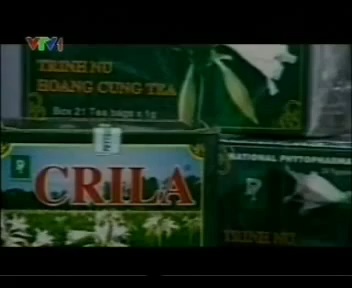 VTV1
TRINH NU
HOANG CUNG TEA
Box 21 Tea bags x 1g
CRILA
NATIONAL PHYTOPHARMA
TRINH NU